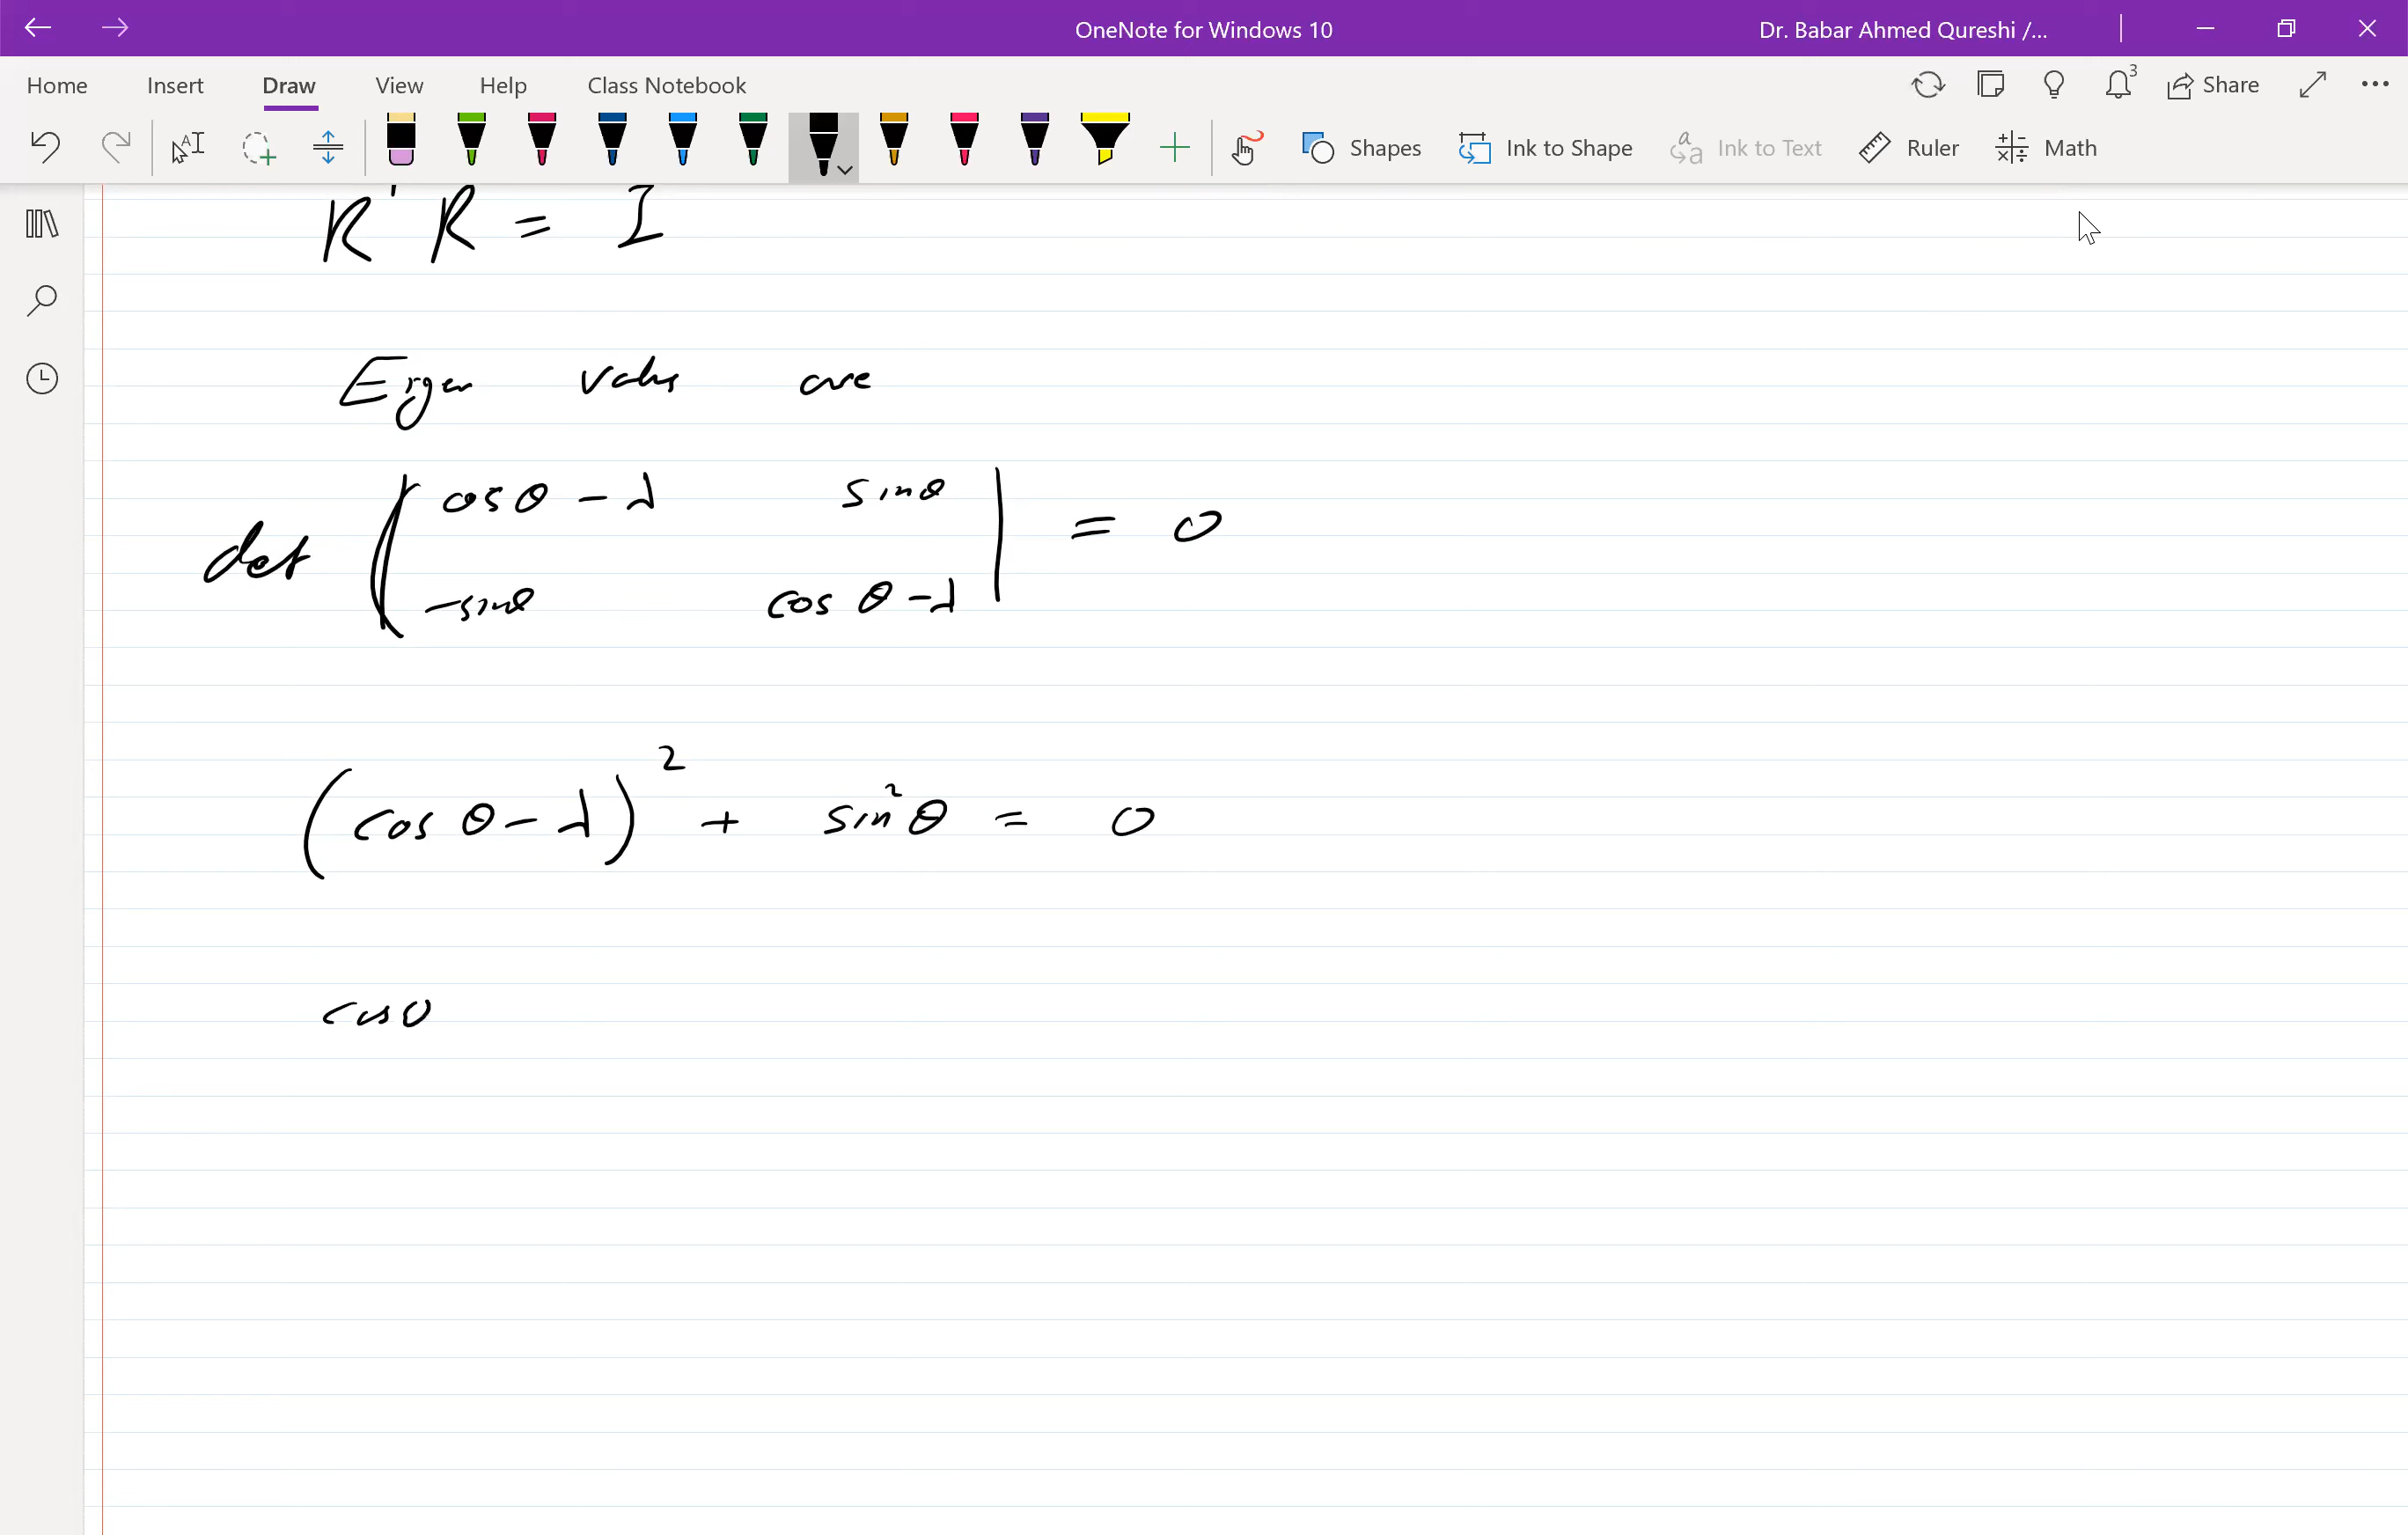 OneNote for Windows 10 Dr. Babar Ahmed Qureshi /...
Home Insert Draw View Help Class Notebook 3 Share
Shapes Ink to Shape Ink to Text Ruler Math
R' R = I
Eigen values are
det ( cos θ - λ sin θ | = 0
-sin θ cos θ - λ
(cos θ - λ)² + sin² θ = 0
cos